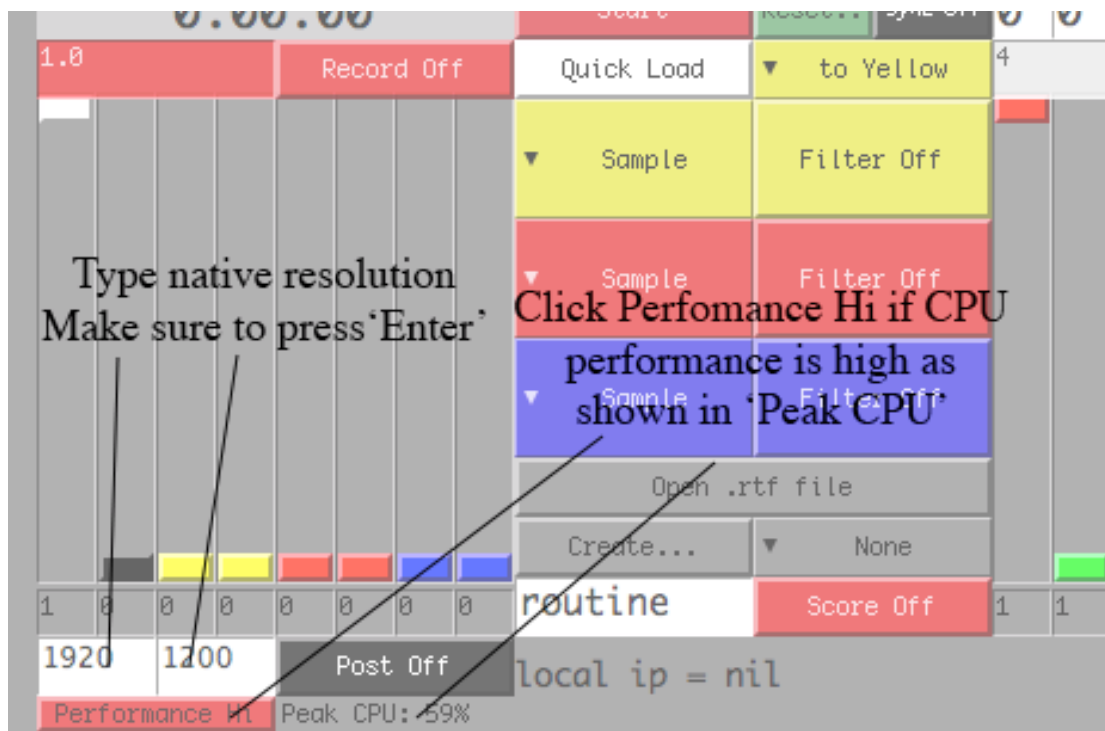 0:00.00 Start Reset.. Sync Off 0 0
1.0 Record Off Quick Load ▼ to Yellow 4
▼ Sample Filter Off
▼ Sample Filter Off
Type native resolution
Make sure to press‘Enter’
Click Perfomance Hi if CPU
performance is high as
shown in ‘Peak CPU’
▼ Sample Filter Off
Open .rtf file
Create... ▼ None
1 0 0 0 0 0 0 0 routine Score Off 1 1
1920 1200 Post Off local ip = nil
Performance Hi Peak CPU: 59%